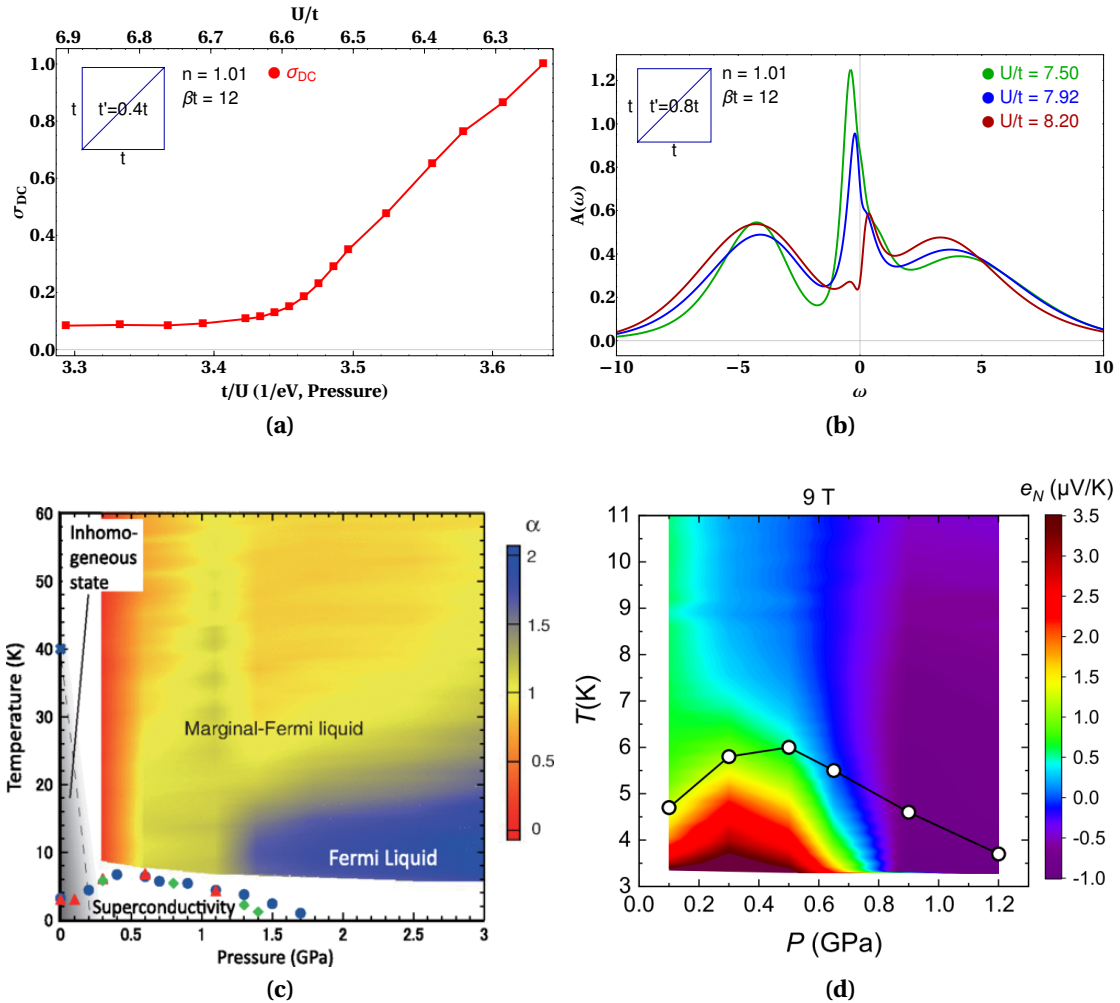 U/t
6.9 6.8 6.7 6.6 6.5 6.4 6.3
1.0
0.8
0.6
0.4
0.2
0.0
σDC
t
t'=0.4t
t
n = 1.01
βt = 12
σDC
3.3 3.4 3.5 3.6
t/U (1/eV, Pressure)
(a)
1.2
1.0
0.8
0.6
0.4
0.2
0.0
A(ω)
t
t'=0.8t
t
n = 1.01
βt = 12
U/t = 7.50
U/t = 7.92
U/t = 8.20
−10 −5 0 5 10
ω
(b)
60
50
40
30
20
10
0
Temperature (K)
Inhomo-
geneous
state
Marginal-Fermi liquid
Fermi Liquid
Superconductivity
0 0.5 1 1.5 2 2.5 3
Pressure (GPa)
α
2
1.5
1
0.5
0
(c)
9 T
11
10
9
8
7
6
5
4
3
T(K)
0.0 0.2 0.4 0.6 0.8 1.0 1.2
P (GPa)
eN (μV/K)
3.5
3.0
2.5
2.0
1.5
1.0
0.5
0.0
-0.5
-1.0
(d)